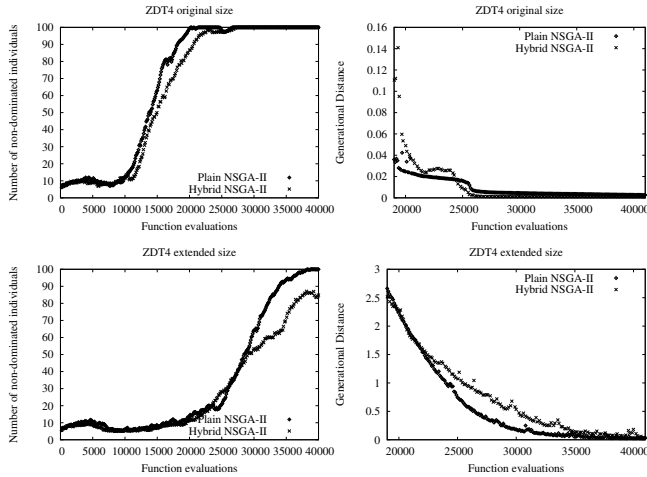 ZDT4 original size
Number of non-dominated individuals
100
90
80
70
60
50
40
30
20
10
0
0 5000 10000 15000 20000 25000 30000 35000 40000
Function evaluations
Plain NSGA-II
Hybrid NSGA-II
ZDT4 original size
Generational Distance
0.16
0.14
0.12
0.1
0.08
0.06
0.04
0.02
0
20000 25000 30000 35000 40000
Function evaluations
Plain NSGA-II
Hybrid NSGA-II
ZDT4 extended size
Number of non-dominated individuals
100
90
80
70
60
50
40
30
20
10
0
0 5000 10000 15000 20000 25000 30000 35000 40000
Function evaluations
Plain NSGA-II
Hybrid NSGA-II
ZDT4 extended size
Generational Distance
3
2.5
2
1.5
1
0.5
0
20000 25000 30000 35000 40000
Function evaluations
Plain NSGA-II
Hybrid NSGA-II